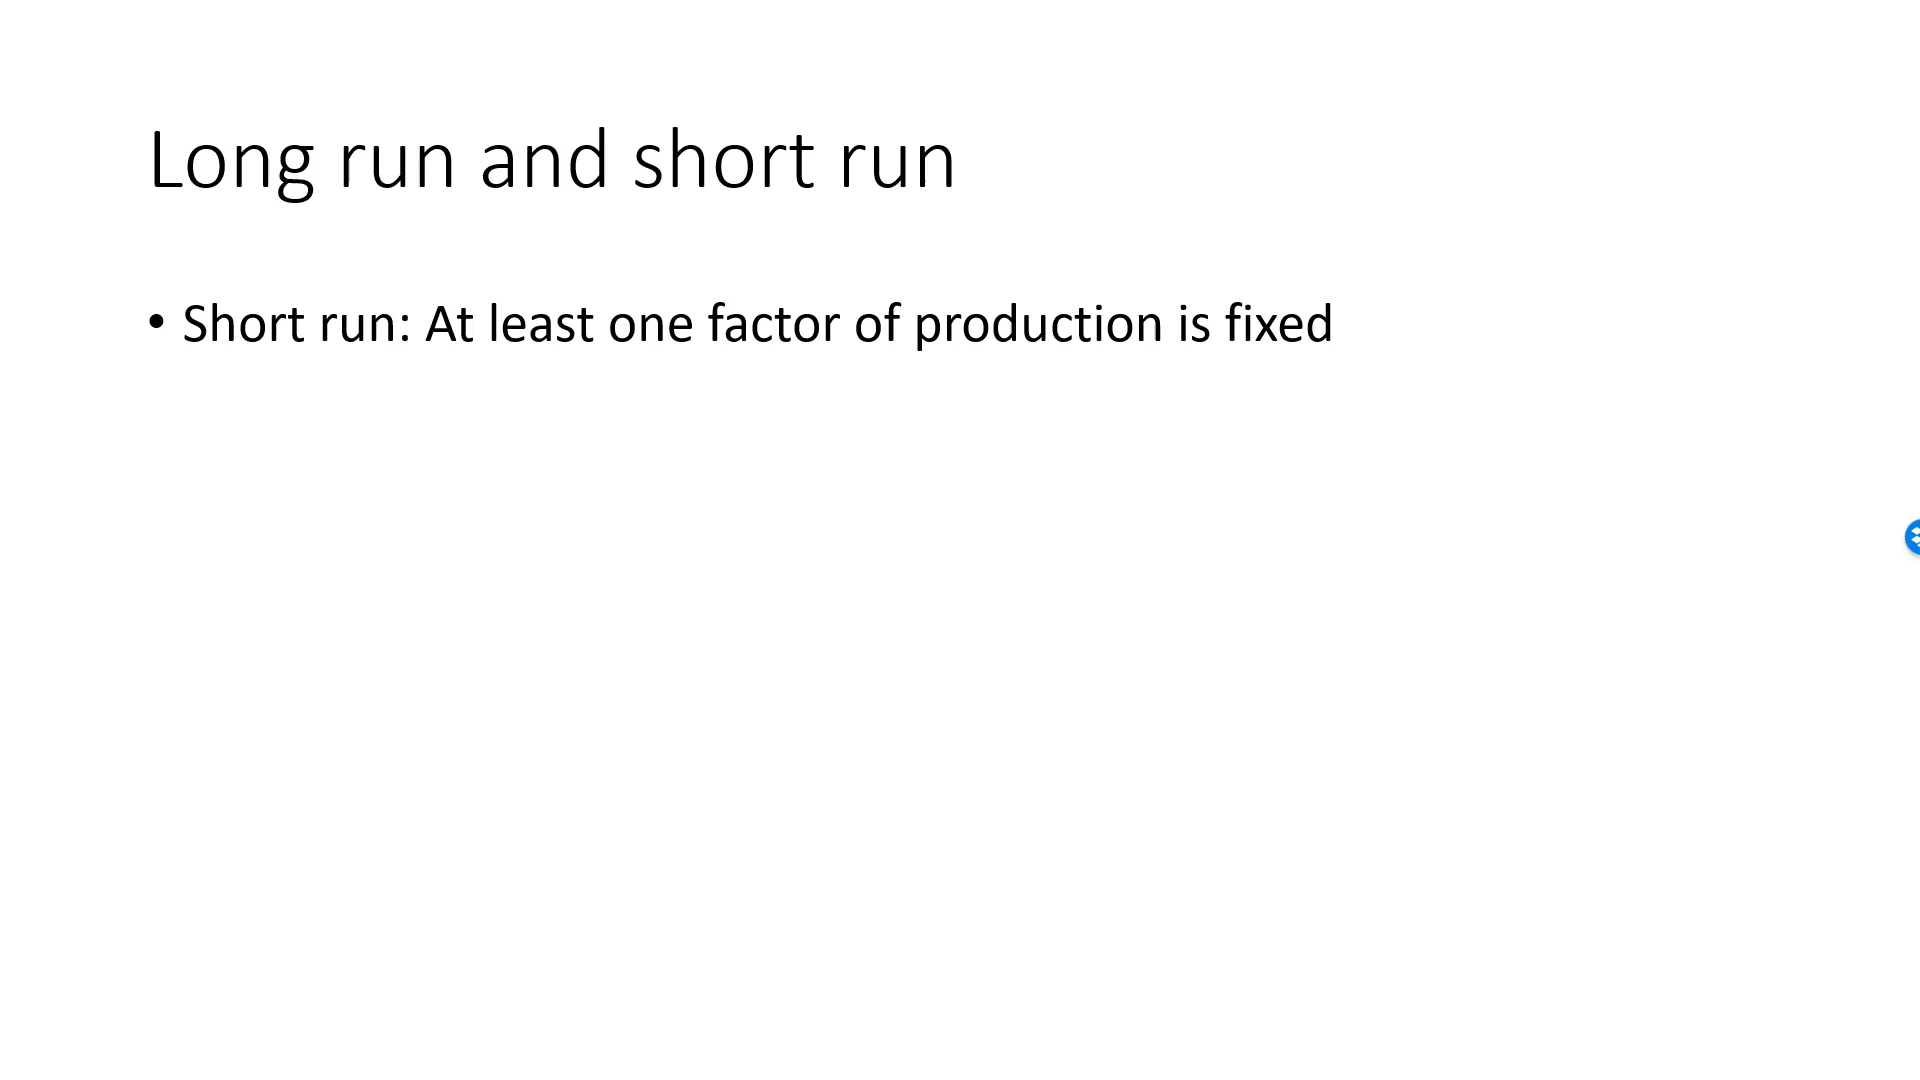 Long run and short run
• Short run: At least one factor of production is fixed